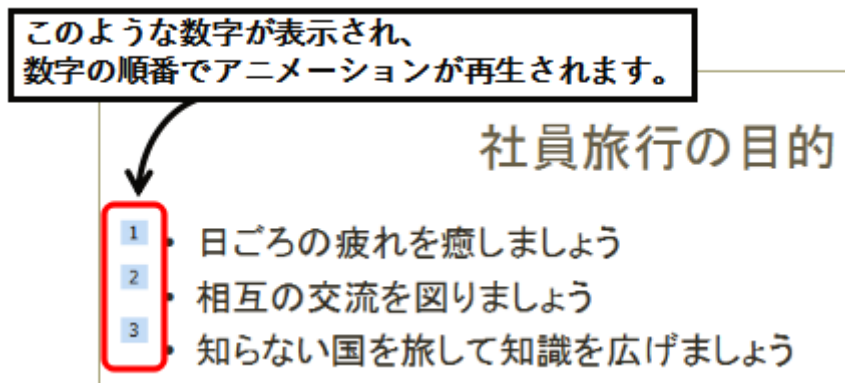 このような数字が表示され、
数字の順番でアニメーションが再生されます。
社員旅行の目的
1
• 日ごろの疲れを癒しましょう
2
• 相互の交流を図りましょう
3
• 知らない国を旅して知識を広げましょう